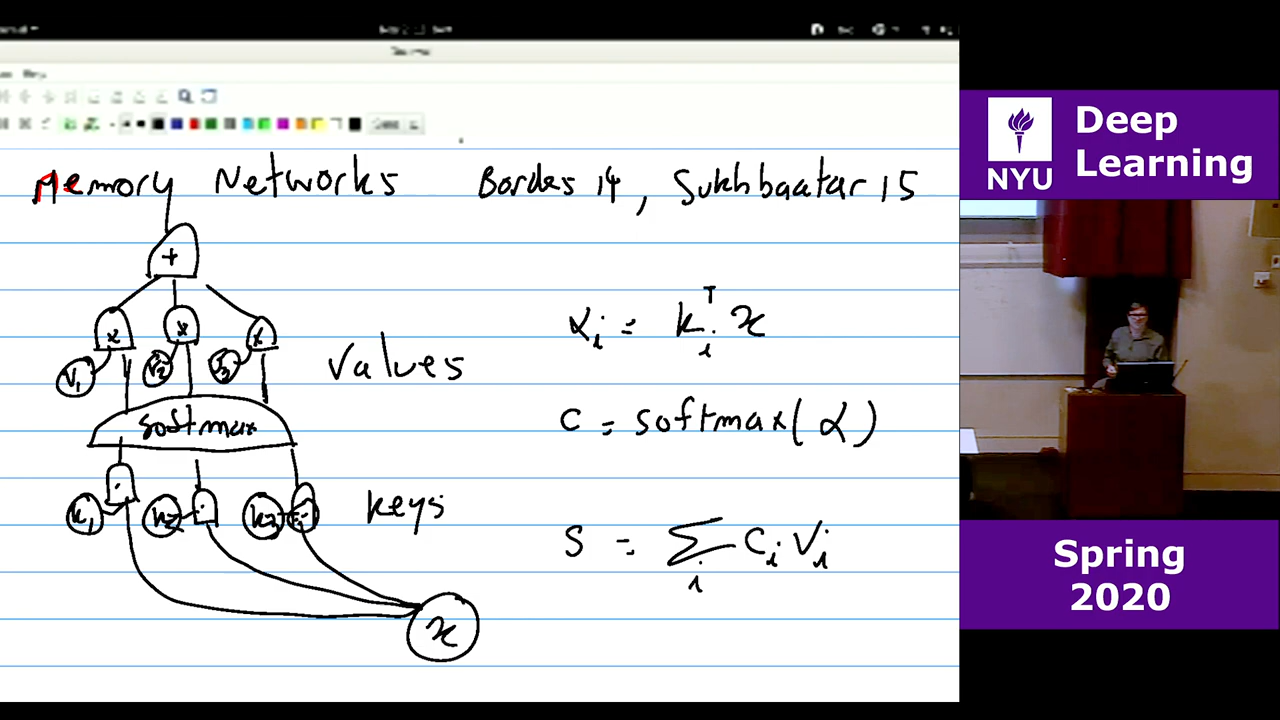 Memory Networks Bordes 14, Sukhbaatar 15
+
x x x
V1 V2 V3 values
softmax
. . .
k1 k2 k3 keys
x
αi = kiᵀ x
C = softmax(α)
S = Σi Ci Vi
NYU
Deep
Learning
Spring
2020